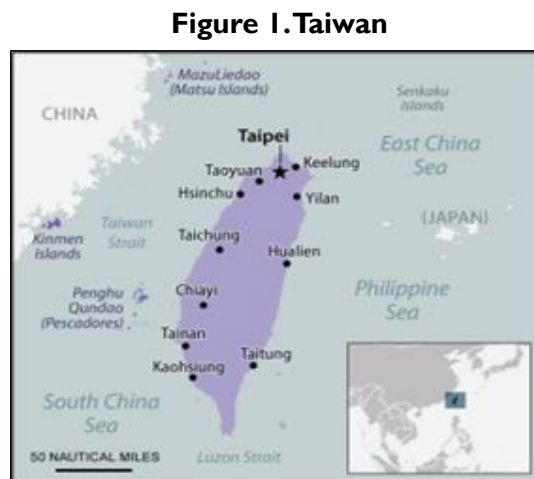 Figure 1. Taiwan
MazuLiedao
(Matsu Islands)
Senkaku
Islands
CHINA
Taipei
East China
Sea
Keelung
Taoyuan
Hsinchu
Yilan
(JAPAN)
Taiwan
Strait
Kinmen
Islands
Taichung
Hualien
Penghu
Qundao
(Pescadores)
Chiayi
Philippine
Sea
Tainan
Taitung
Kaohsiung
South China
Sea
50 NAUTICAL MILES
Luzon Strait